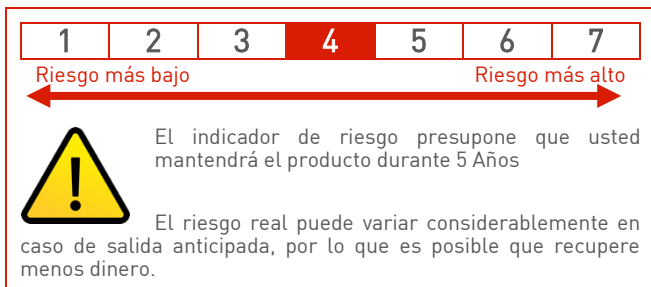 1 2 3 4 5 6 7
Riesgo más bajo Riesgo más alto
El indicador de riesgo presupone que usted
mantendrá el producto durante 5 Años
El riesgo real puede variar considerablemente en
caso de salida anticipada, por lo que es posible que recupere
menos dinero.